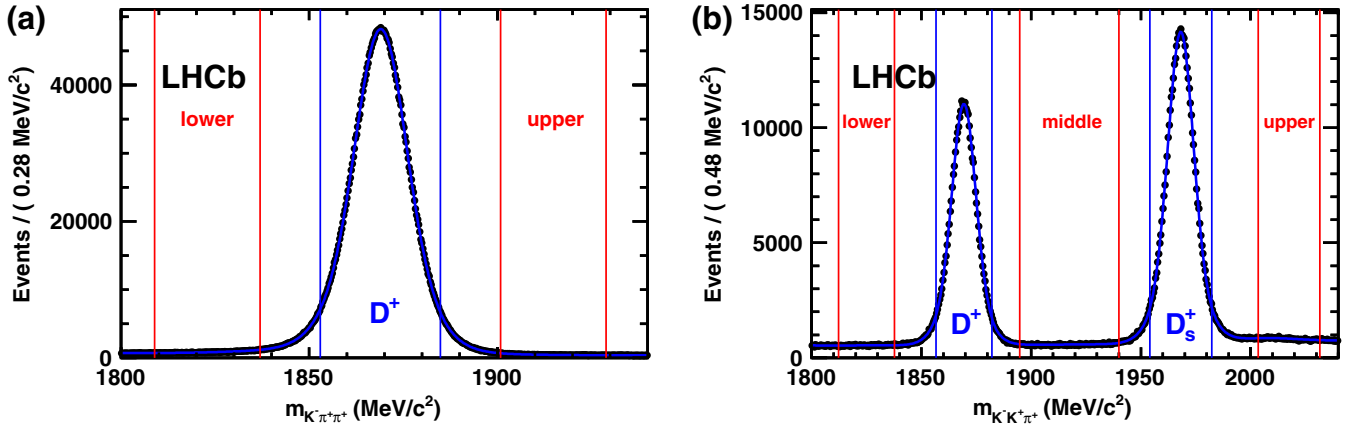 (a)
LHCb
lower
upper
D+
Events / ( 0.28 MeV/c2)
40000
20000
0
1800
1850
1900
mK-π+π+ (MeV/c2)
(b)
LHCb
lower
middle
upper
D+
Ds+
Events / ( 0.48 MeV/c2)
15000
10000
5000
0
1800
1850
1900
1950
2000
mK-K+π+ (MeV/c2)